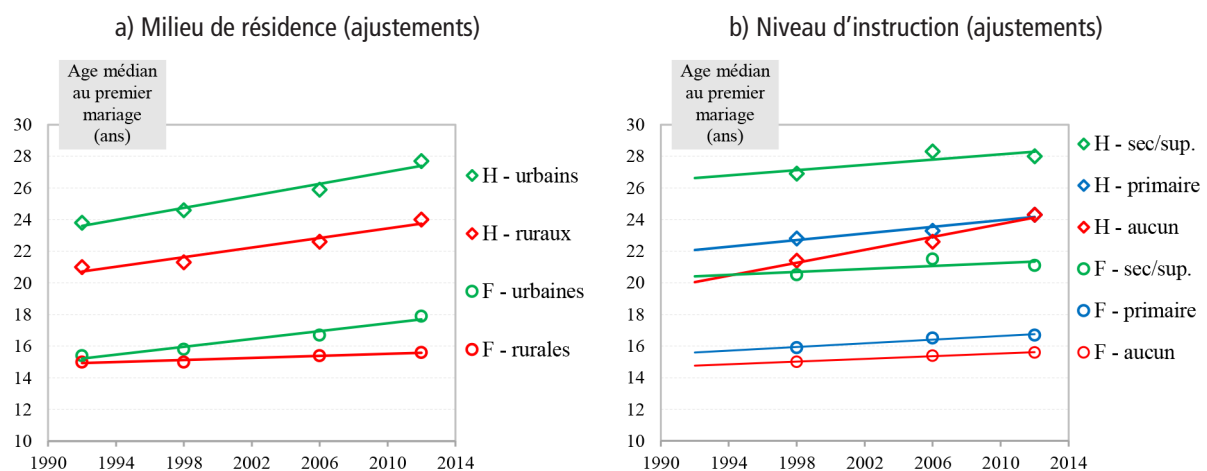 a) Milieu de résidence (ajustements)
Age médian
au premier
mariage
(ans)
30
28
26
24
22
20
18
16
14
12
10
1990 1994 1998 2002 2006 2010 2014
H - urbains
H - ruraux
F - urbaines
F - rurales
b) Niveau d'instruction (ajustements)
Age médian
au premier
mariage
(ans)
30
28
26
24
22
20
18
16
14
12
10
1990 1994 1998 2002 2006 2010 2014
H - sec/sup.
H - primaire
H - aucun
F - sec/sup.
F - primaire
F - aucun